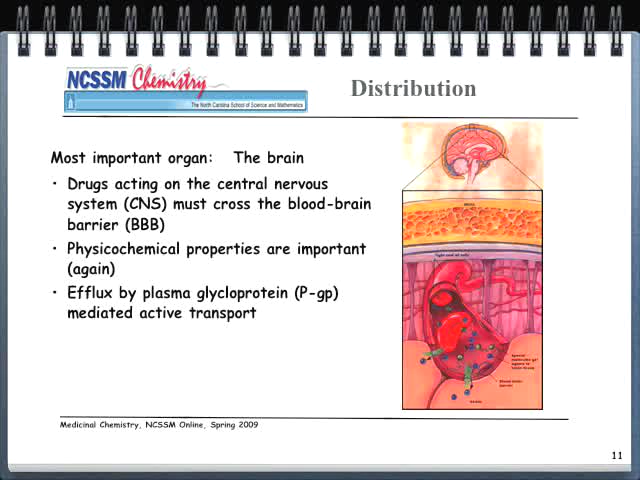 NCSSM Chemistry
The North Carolina School of Science and Mathematics
Distribution
Most important organ: The brain
• Drugs acting on the central nervous
system (CNS) must cross the blood-brain
barrier (BBB)
• Physicochemical properties are important
(again)
• Efflux by plasma glycloprotein (P-gp)
mediated active transport
Medicinal Chemistry, NCSSM Online, Spring 2009
11